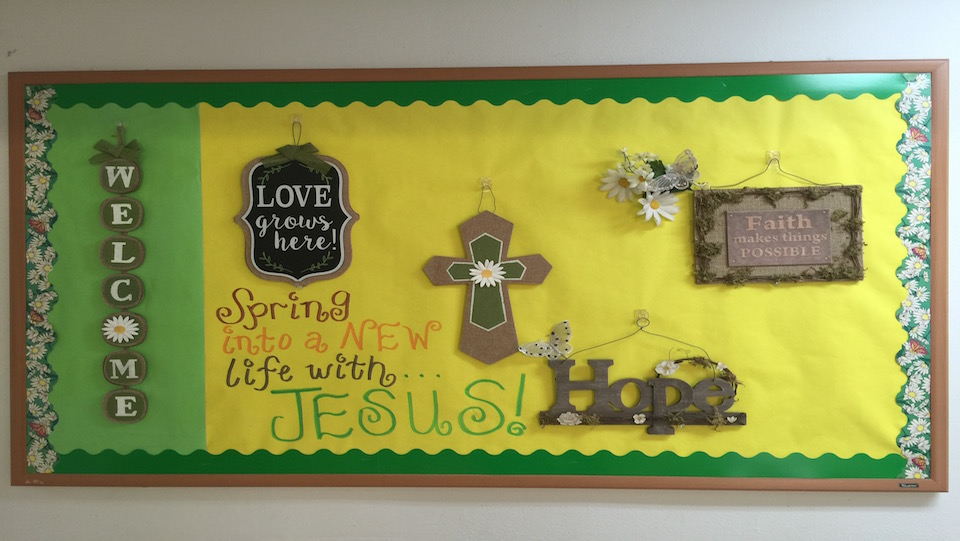 WELCOME
LOVE
grows
here!
Spring
into a NEW
life with...
JESUS!
Faith
makes things
POSSIBLE
Hope